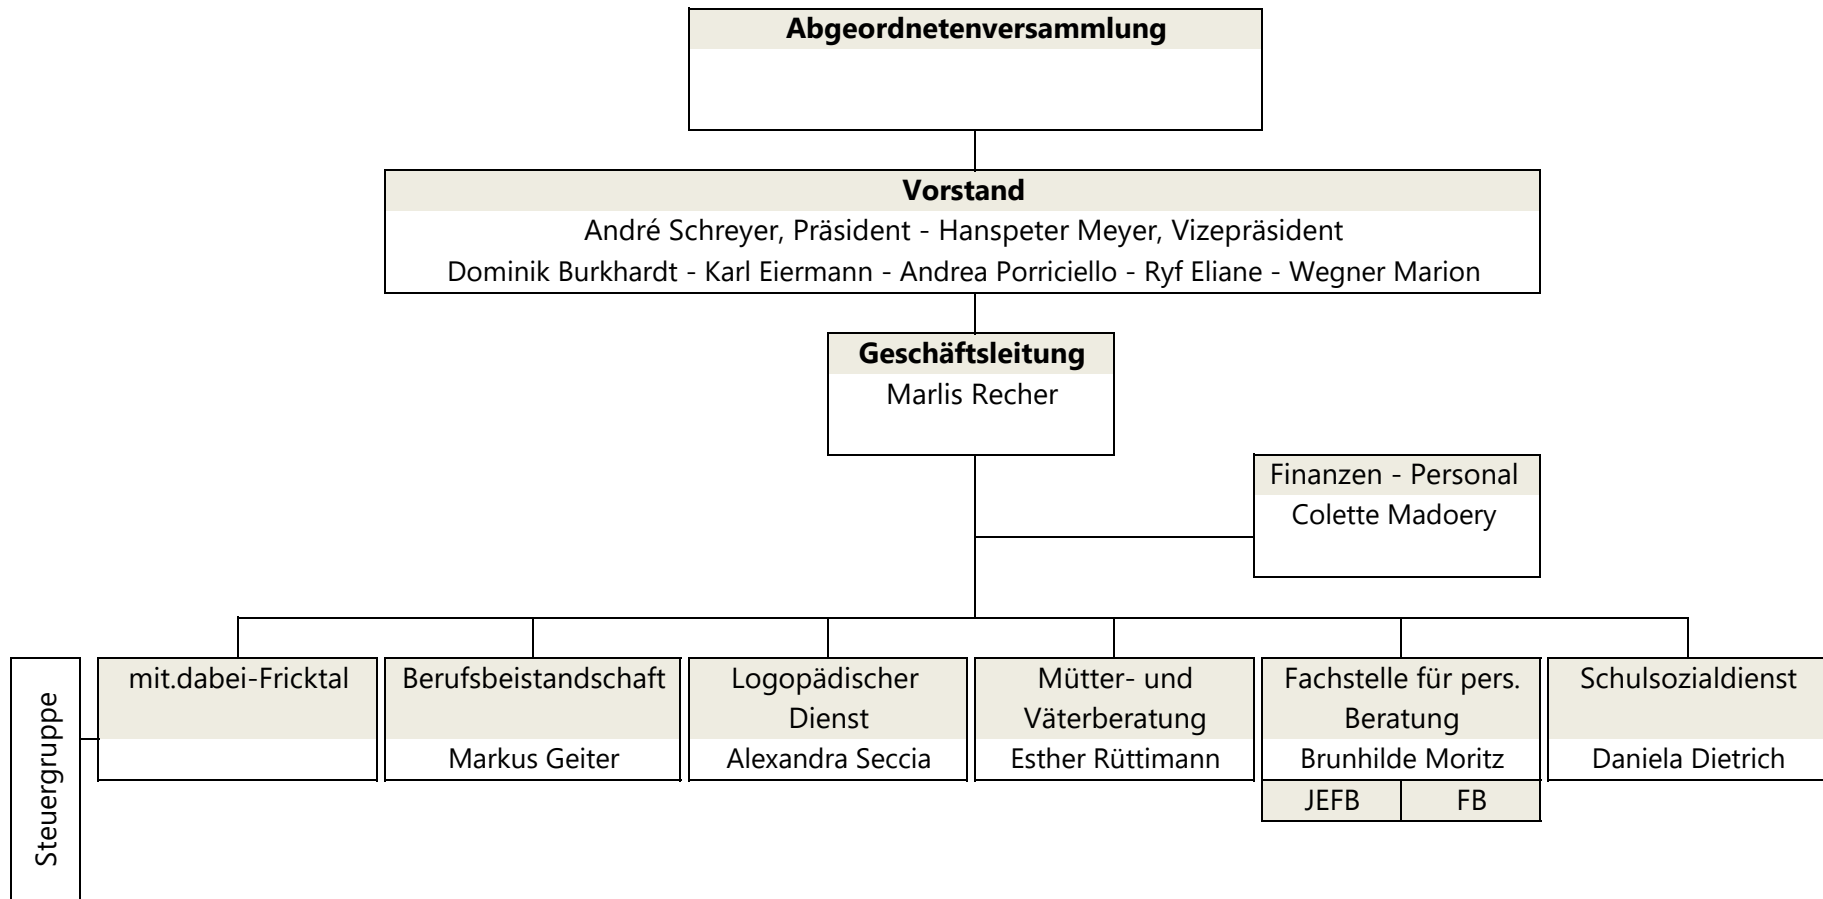 Abgeordnetenversammlung
Vorstand
André Schreyer, Präsident - Hanspeter Meyer, Vizepräsident
Dominik Burkhardt - Karl Eiermann - Andrea Porriciello - Ryf Eliane - Wegner Marion
Geschäftsleitung
Marlis Recher
Finanzen - Personal
Colette Madoery
Steuergruppe
mit.dabei-Fricktal
Berufsbeistandschaft
Markus Geiter
Logopädischer
Dienst
Alexandra Seccia
Mütter- und
Väterberatung
Esther Rüttimann
Fachstelle für pers.
Beratung
Brunhilde Moritz
JEFB
FB
Schulsozialdienst
Daniela Dietrich